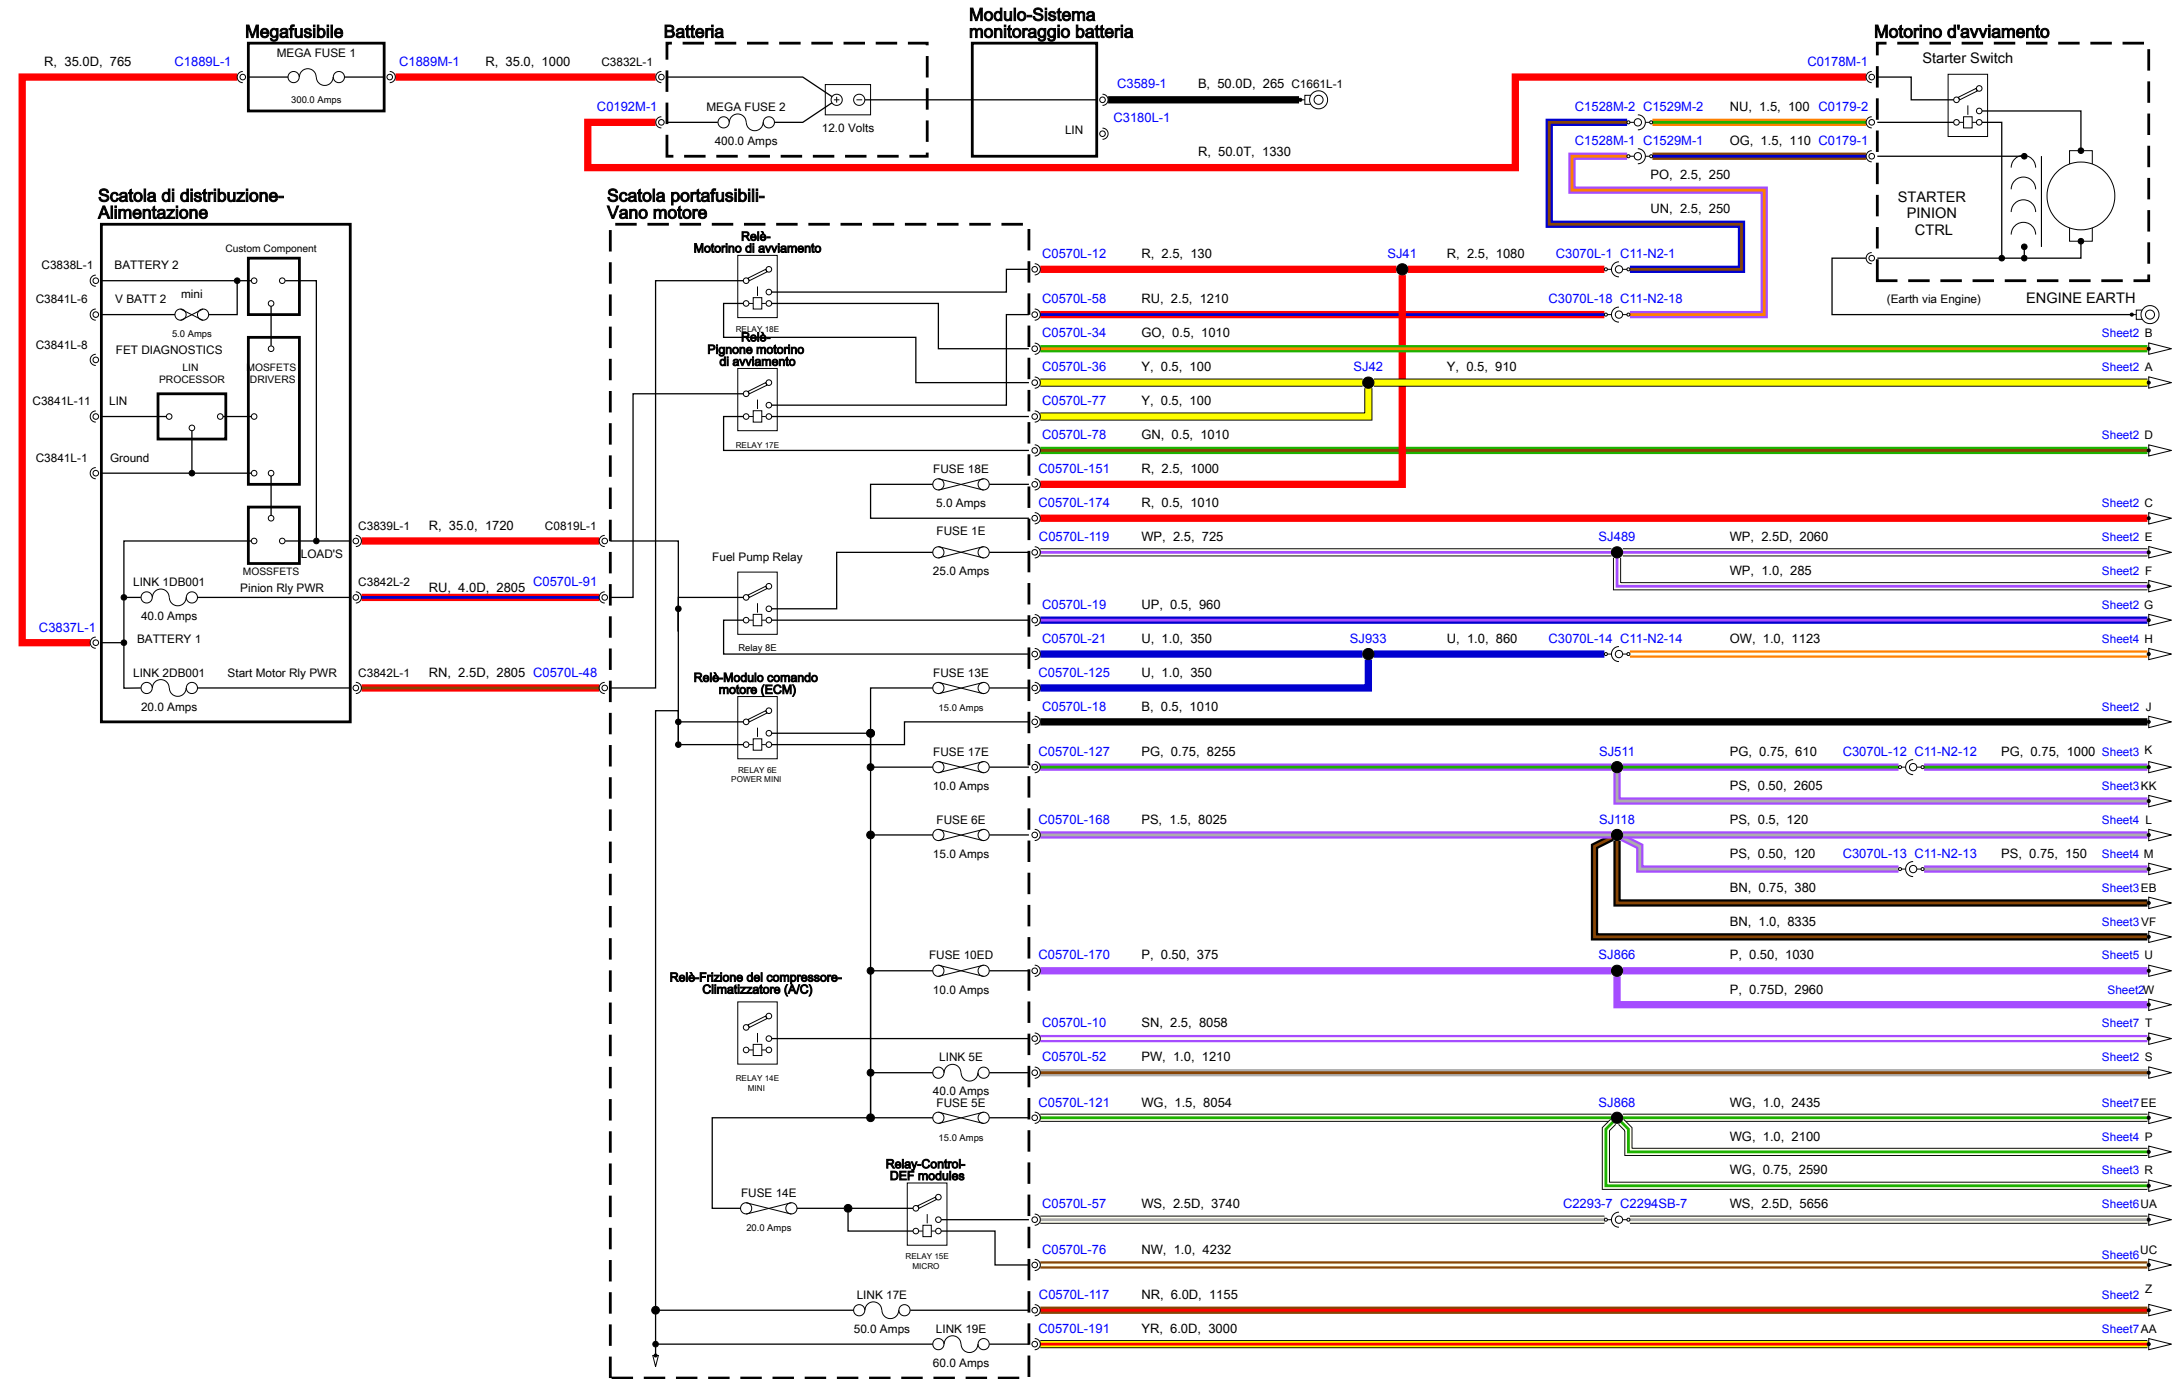 Megafusibile
R, 35.0D, 765
C1889L-1
MEGA FUSE 1
300.0 Amps
C1889M-1
R, 35.0, 1000
Batteria
C3832L-1
C0192M-1
MEGA FUSE 2
400.0 Amps
12.0 Volts
Modulo-Sistema
monitoraggio batteria
LIN
C3589-1
B, 50.0D, 265
C1661L-1
C3180L-1
R, 50.0T, 1330
Motorino d'avviamento
C0178M-1
Starter Switch
C1528M-2 C1529M-2
NU, 1.5, 100
C0179-2
C1528M-1 C1529M-1
OG, 1.5, 110
C0179-1
PO, 2.5, 250
UN, 2.5, 250
STARTER
PINION
CTRL
(Earth via Engine)
ENGINE EARTH
Scatola di distribuzione-
Alimentazione
Custom Component
C3838L-1
BATTERY 2
C3841L-6
V BATT 2
mini
5.0 Amps
C3841L-8
FET DIAGNOSTICS
LIN
PROCESSOR
MOSFETS
DRIVERS
C3841L-11
LIN
C3841L-1
Ground
LOAD'S
MOSSFETS
LINK 1DB001
40.0 Amps
Pinion Rly PWR
C3837L-1
BATTERY 1
LINK 2DB001
20.0 Amps
Start Motor Rly PWR
C3839L-1
R, 35.0, 1720
C0819L-1
C3842L-2
RU, 4.0D, 2805
C0570L-91
C3842L-1
RN, 2.5D, 2805
C0570L-48
Scatola portafusibili-
Vano motore
Relè-
Motorino di avviamento
RELAY 18E
Relè-
Pignone motorino
di avviamento
RELAY 17E
FUSE 18E
5.0 Amps
FUSE 1E
25.0 Amps
Fuel Pump Relay
Relay 8E
Relè-Modulo comando
motore (ECM)
RELAY 6E
POWER MINI
FUSE 13E
15.0 Amps
FUSE 17E
10.0 Amps
FUSE 6E
15.0 Amps
FUSE 10ED
10.0 Amps
Relè-Frizione del compressore-
Climatizzatore (A/C)
RELAY 14E
MINI
LINK 5E
40.0 Amps
FUSE 5E
15.0 Amps
Relay-Control-
DEF modules
FUSE 14E
20.0 Amps
RELAY 15E
MICRO
LINK 17E
50.0 Amps
LINK 19E
60.0 Amps
C0570L-12 R, 2.5, 130 SJ41 R, 2.5, 1080 C3070L-1 C11-N2-1
C0570L-58 RU, 2.5, 1210 C3070L-18 C11-N2-18
C0570L-34 GO, 0.5, 1010 Sheet2 B
C0570L-36 Y, 0.5, 100 SJ42 Y, 0.5, 910 Sheet2 A
C0570L-77 Y, 0.5, 100
C0570L-78 GN, 0.5, 1010 Sheet2 D
C0570L-151 R, 2.5, 1000
C0570L-174 R, 0.5, 1010 Sheet2 C
C0570L-119 WP, 2.5, 725 SJ489 WP, 2.5D, 2060 Sheet2 E
WP, 1.0, 285 Sheet2 F
C0570L-19 UP, 0.5, 960 Sheet2 G
C0570L-21 U, 1.0, 350 SJ933 U, 1.0, 860 C3070L-14 C11-N2-14 OW, 1.0, 1123 Sheet4 H
C0570L-125 U, 1.0, 350
C0570L-18 B, 0.5, 1010 Sheet2 J
C0570L-127 PG, 0.75, 8255 SJ511 PG, 0.75, 610 C3070L-12 C11-N2-12 PG, 0.75, 1000 Sheet3 K
PS, 0.50, 2605 Sheet3 KK
C0570L-168 PS, 1.5, 8025 SJ118 PS, 0.5, 120 Sheet4 L
PS, 0.50, 120 C3070L-13 C11-N2-13 PS, 0.75, 150 Sheet4 M
BN, 0.75, 380 Sheet3 EB
BN, 1.0, 8335 Sheet3 VF
C0570L-170 P, 0.50, 375 SJ866 P, 0.50, 1030 Sheet5 U
P, 0.75D, 2960 Sheet2 W
C0570L-10 SN, 2.5, 8058 Sheet7 T
C0570L-52 PW, 1.0, 1210 Sheet2 S
C0570L-121 WG, 1.5, 8054 SJ868 WG, 1.0, 2435 Sheet7 EE
WG, 1.0, 2100 Sheet4 P
WG, 0.75, 2590 Sheet3 R
C0570L-57 WS, 2.5D, 3740 C2293-7 C2294SB-7 WS, 2.5D, 5656 Sheet6 UA
C0570L-76 NW, 1.0, 4232 Sheet6 UC
C0570L-117 NR, 6.0D, 1155 Sheet2 Z
C0570L-191 YR, 6.0D, 3000 Sheet7 AA